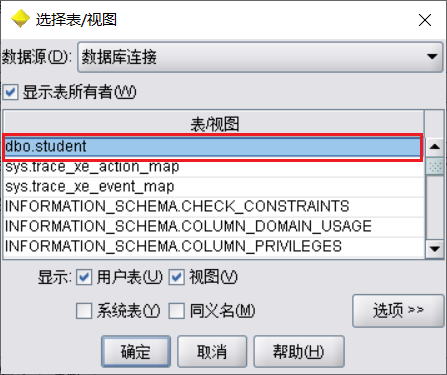 选择表/视图
数据源(D): 数据库连接
显示表所有者(W)
表/视图
dbo.student
sys.trace_xe_action_map
sys.trace_xe_event_map
INFORMATION_SCHEMA.CHECK_CONSTRAINTS
INFORMATION_SCHEMA.COLUMN_DOMAIN_USAGE
INFORMATION_SCHEMA.COLUMN_PRIVILEGES
显示: 用户表(U) 视图(V)
系统表(Y) 同义名(M) 选项 >>
确定 取消 帮助(H)